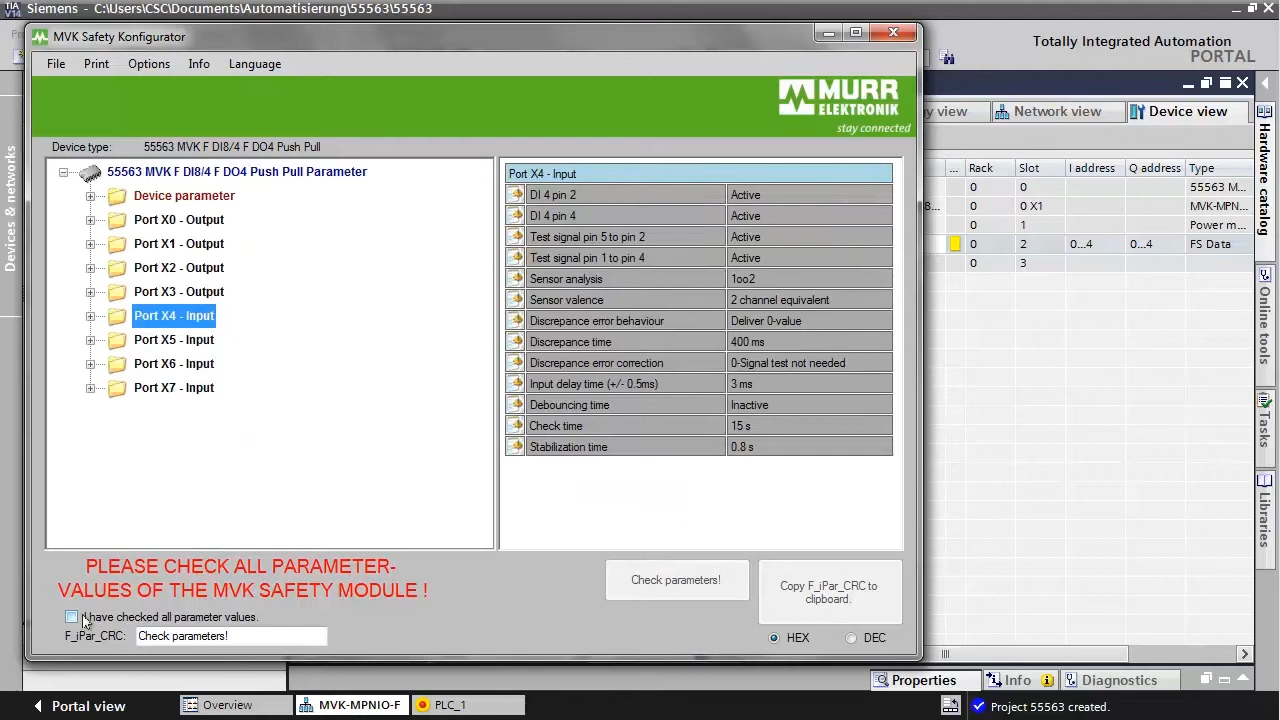 TIA V14 Siemens - C:\Users\CSC\Documents\Automatisierung\55563\55563
Totally Integrated Automation
PORTAL
MVK Safety Konfigurator
File Print Options Info Language
MURR
ELEKTRONIK
stay connected
Device type: 55563 MVK F DI8/4 F DO4 Push Pull
55563 MVK F DI8/4 F DO4 Push Pull Parameter
Device parameter
Port X0 - Output
Port X1 - Output
Port X2 - Output
Port X3 - Output
Port X4 - Input
Port X5 - Input
Port X6 - Input
Port X7 - Input
Port X4 - Input
DI 4 pin 2 Active
DI 4 pin 4 Active
Test signal pin 5 to pin 2 Active
Test signal pin 1 to pin 4 Active
Sensor analysis 1oo2
Sensor valence 2 channel equivalent
Discrepance error behaviour Deliver 0-value
Discrepance time 400 ms
Discrepance error correction 0-Signal test not needed
Input delay time (+/- 0.5ms) 3 ms
Debouncing time Inactive
Check time 15 s
Stabilization time 0.8 s
PLEASE CHECK ALL PARAMETER-
VALUES OF THE MVK SAFETY MODULE !
I have checked all parameter values.
F_iPar_CRC: Check parameters!
Check parameters!
Copy F_iPar_CRC to
clipboard.
HEX DEC
y view Network view Device view
... Rack Slot I address Q address Type
0 0 55563 M...
0 0 X1 MVK-MPN...
0 1 Power m...
0 2 0...4 0...4 FS Data
0 3
Devices & networks
Hardware catalog
Online tools
Tasks
Libraries
Properties Info Diagnostics
Portal view Overview MVK-MPNIO-F PLC_1 Project 55563 created.